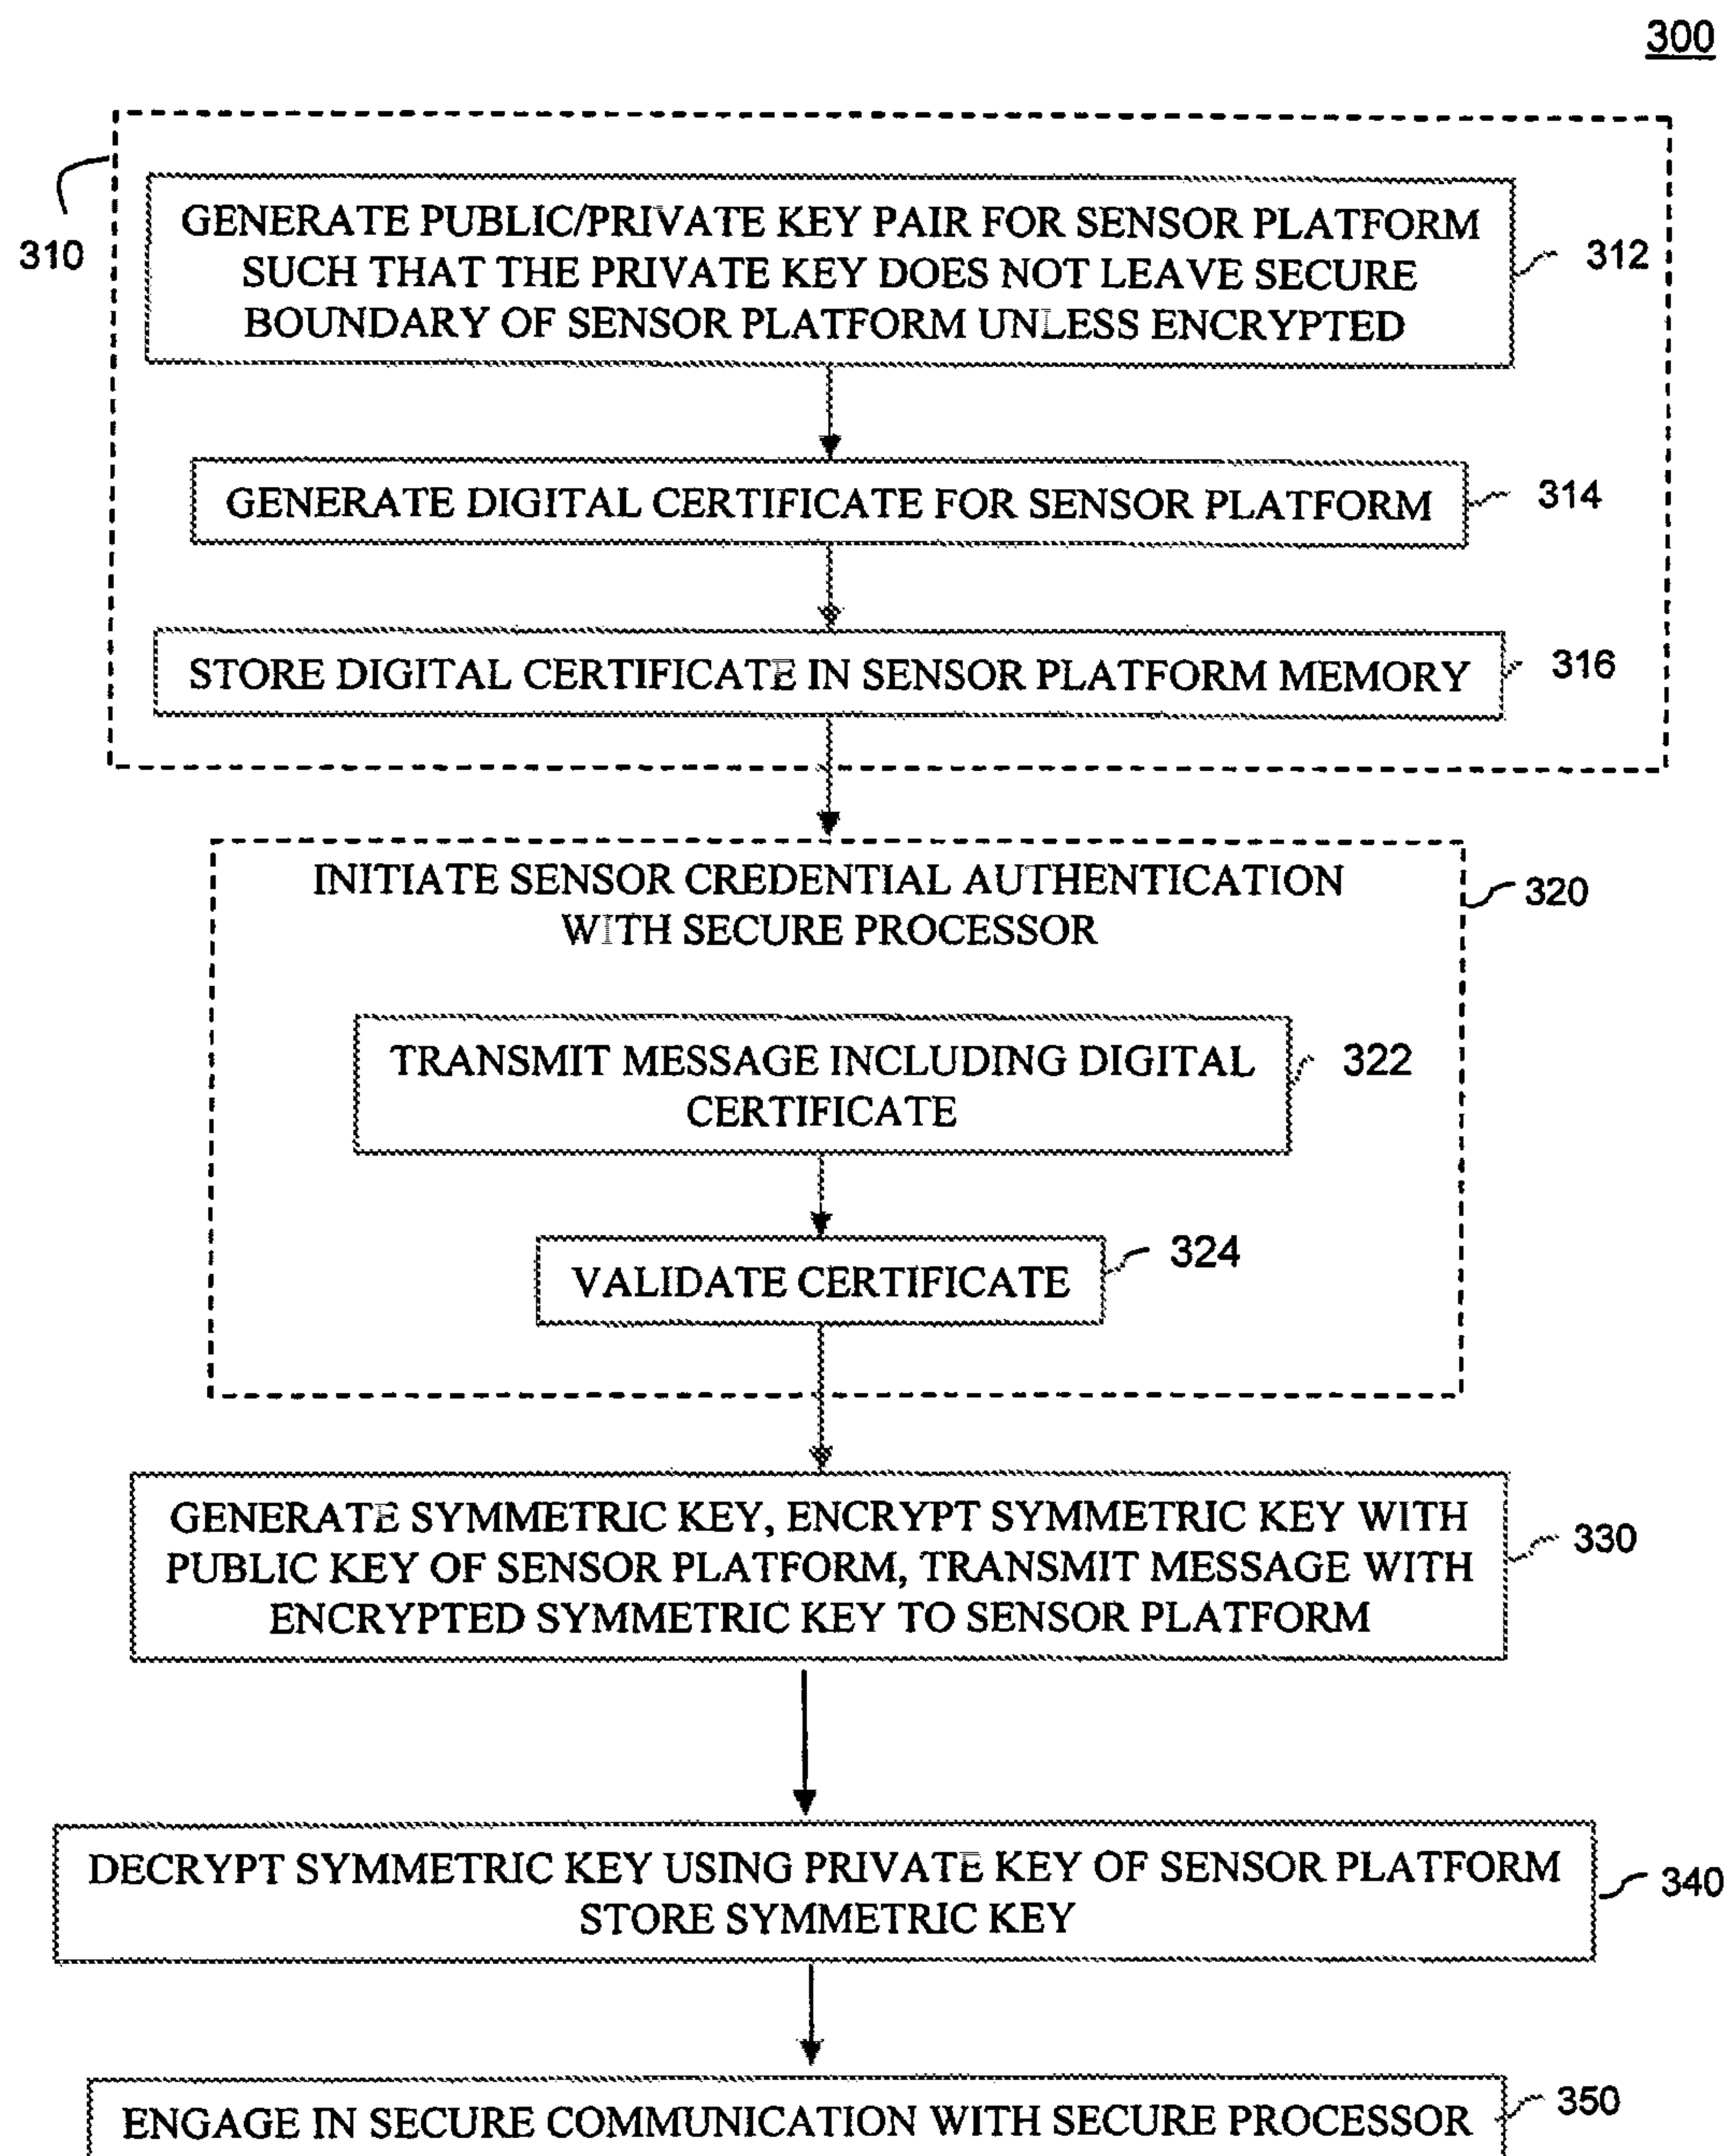 300
310
GENERATE PUBLIC/PRIVATE KEY PAIR FOR SENSOR PLATFORM
SUCH THAT THE PRIVATE KEY DOES NOT LEAVE SECURE
BOUNDARY OF SENSOR PLATFORM UNLESS ENCRYPTED
312
GENERATE DIGITAL CERTIFICATE FOR SENSOR PLATFORM
314
STORE DIGITAL CERTIFICATE IN SENSOR PLATFORM MEMORY
316
INITIATE SENSOR CREDENTIAL AUTHENTICATION
WITH SECURE PROCESSOR
320
TRANSMIT MESSAGE INCLUDING DIGITAL
CERTIFICATE
322
VALIDATE CERTIFICATE
324
GENERATE SYMMETRIC KEY, ENCRYPT SYMMETRIC KEY WITH
PUBLIC KEY OF SENSOR PLATFORM, TRANSMIT MESSAGE WITH
ENCRYPTED SYMMETRIC KEY TO SENSOR PLATFORM
330
DECRYPT SYMMETRIC KEY USING PRIVATE KEY OF SENSOR PLATFORM
STORE SYMMETRIC KEY
340
ENGAGE IN SECURE COMMUNICATION WITH SECURE PROCESSOR
350